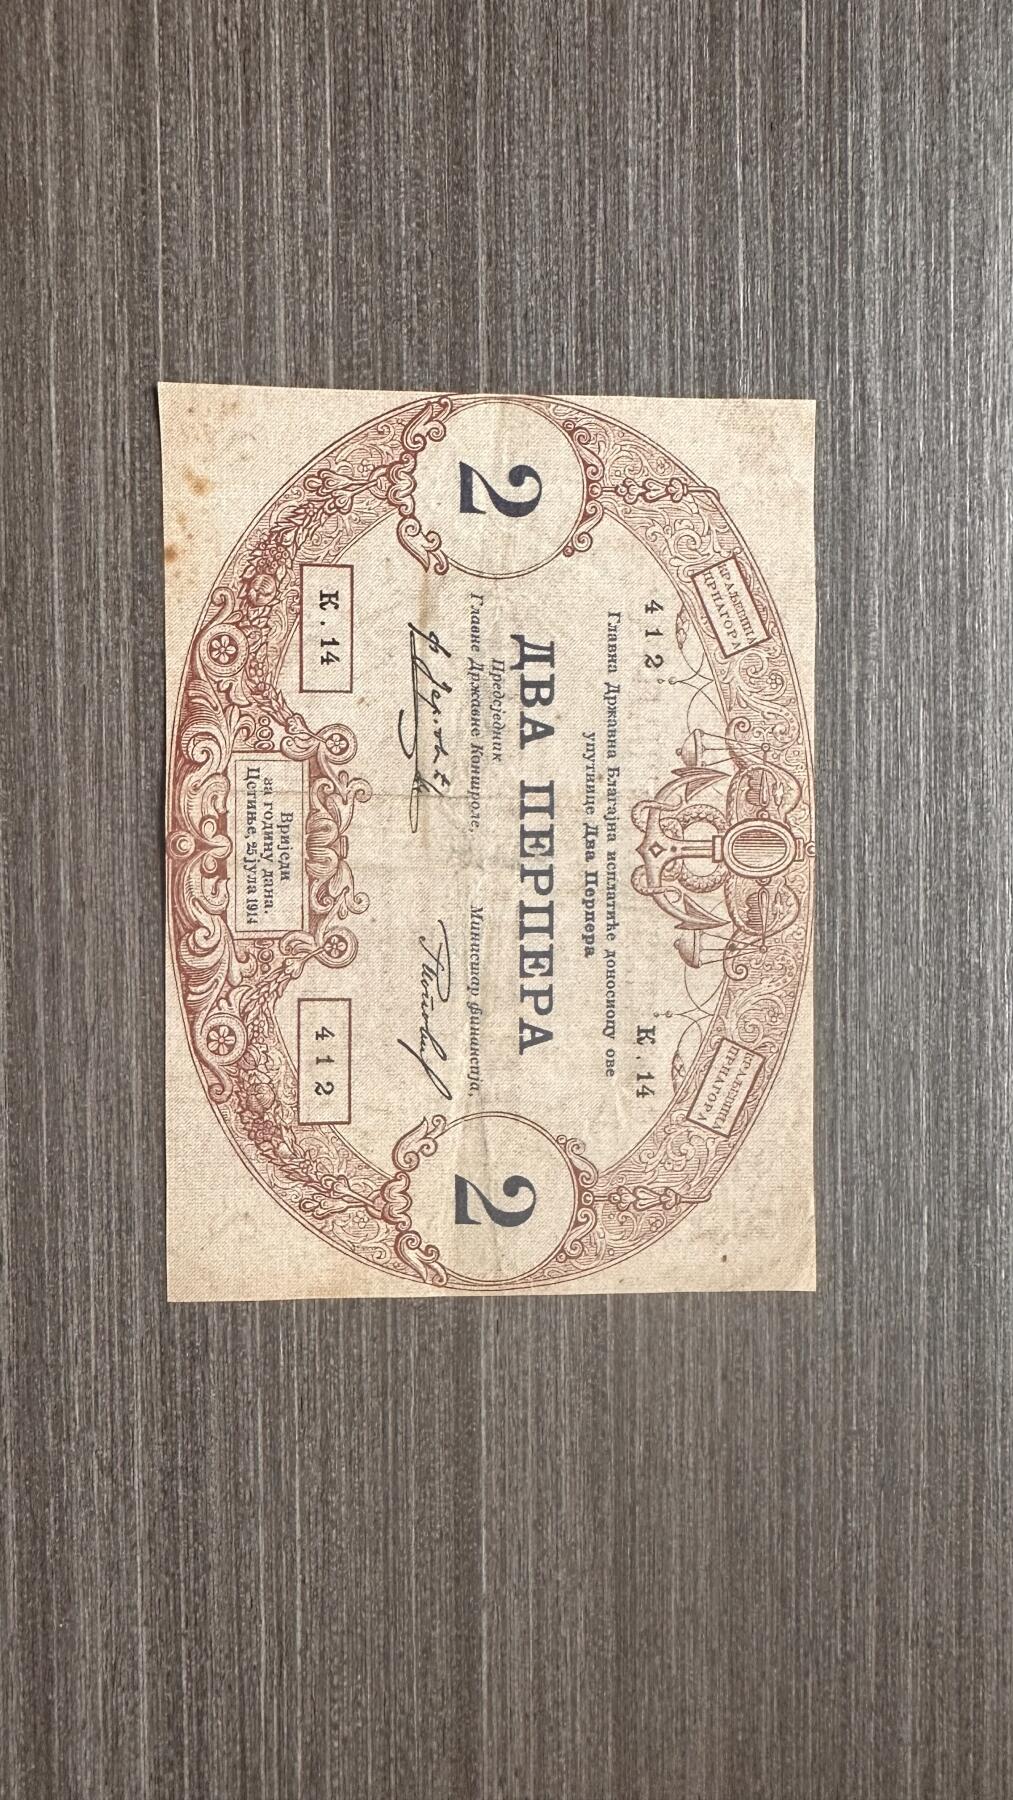 КРАЉЕВИНА
ЦРНАГОРА
КРАЉЕВИНА
ЦРНАГОРА
412
К.14
Главна Државна Благајна исплатиће доносиоцу ове
упутнице Два Перпера
ДВА ПЕРПЕРА
2
2
Предсједник
Главне Државне Контроле,
Министар финансија,
К.14
412
Вриједи
за годину дана.
Цетиње, 25 јула 1914